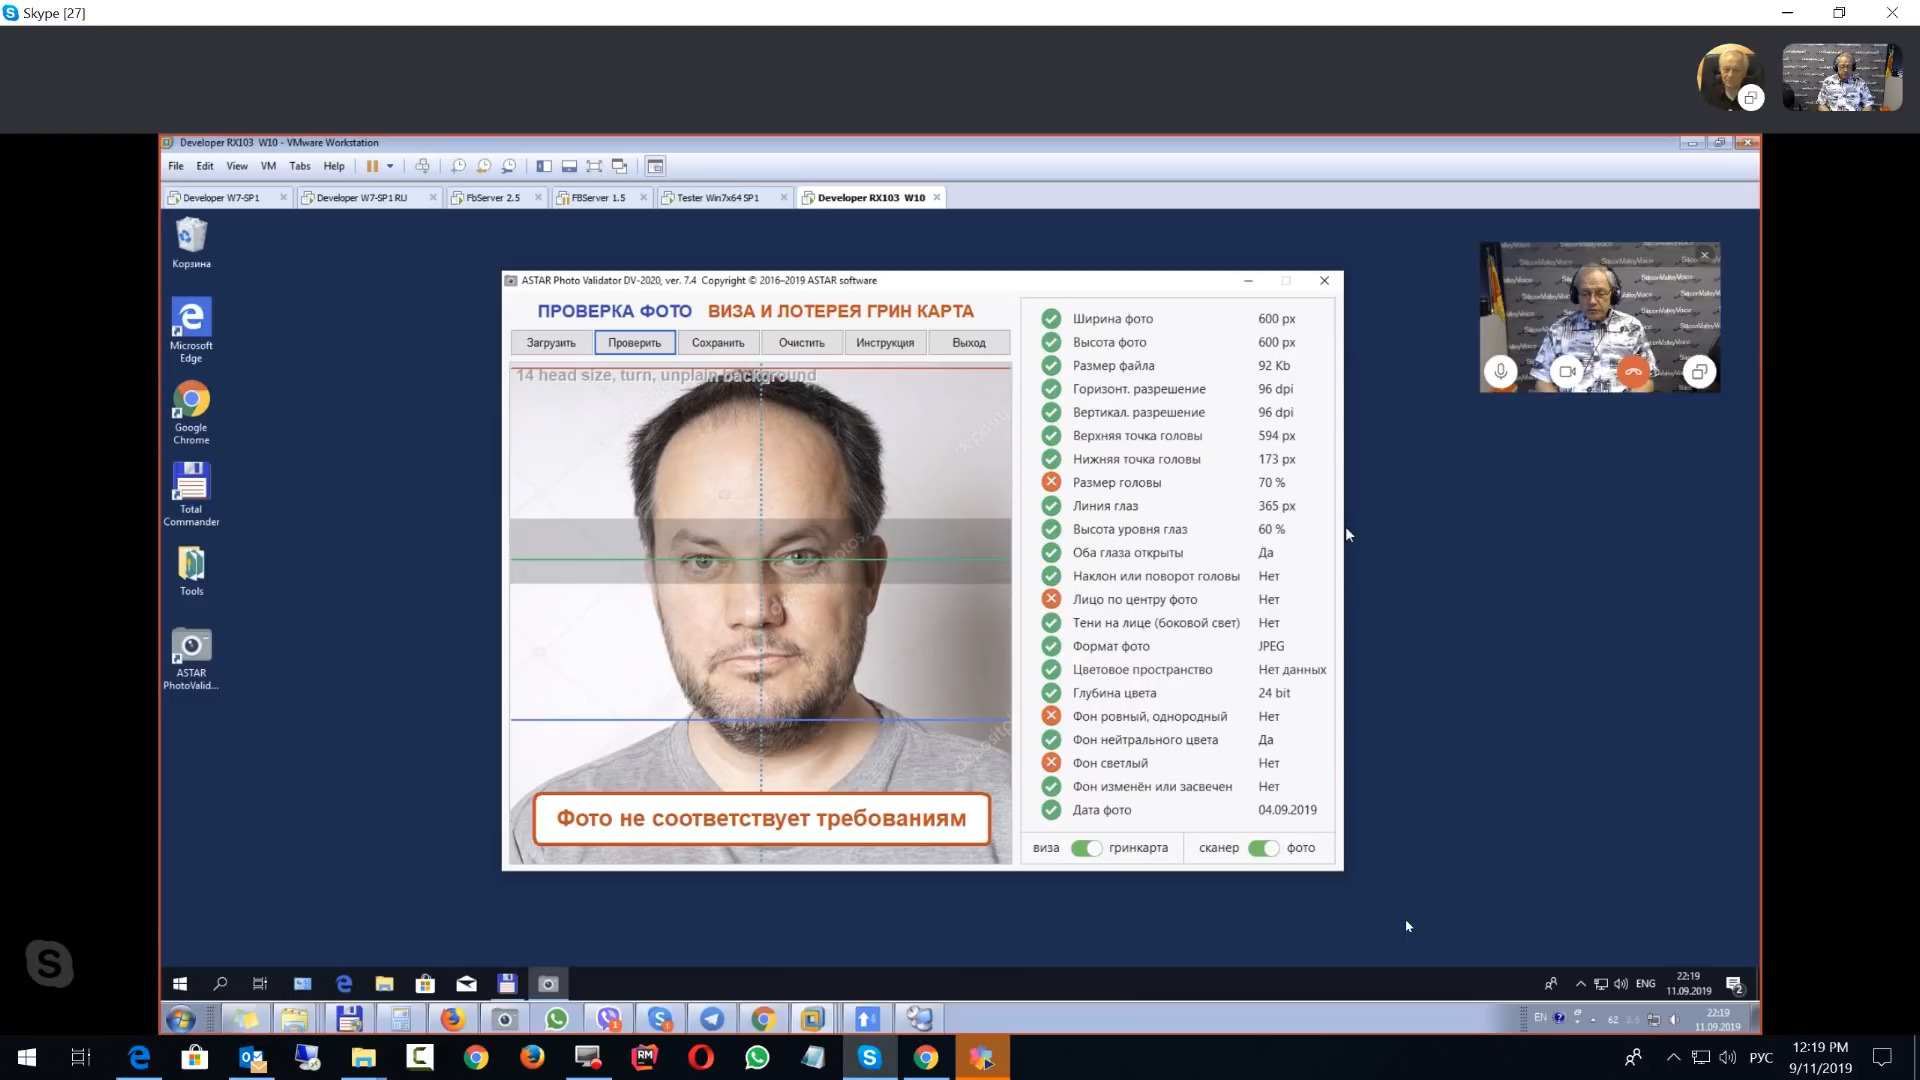 Skype [27]
Developer RX103 W10 - VMware Workstation
File Edit View VM Tabs Help
Developer W7-SP1
Developer W7-SP1 RU
FbServer 2.5
FBServer 1.5
Tester Win7x64 SP1
Developer RX103 W10
Корзина
Microsoft
Edge
Google
Chrome
Total
Commander
Tools
ASTAR
PhotoValid...
SiliconValleyVoice
ASTAR Photo Validator DV-2020, ver. 7.4 Copyright © 2016–2019 ASTAR software
ПРОВЕРКА ФОТО ВИЗА И ЛОТЕРЕЯ ГРИН КАРТА
Загрузить Проверить Сохранить Очистить Инструкция Выход
14 head size, turn, unplain background
Фото не соответствует требованиям
Ширина фото 600 px
Высота фото 600 px
Размер файла 92 Kb
Горизонт. разрешение 96 dpi
Вертикал. разрешение 96 dpi
Верхняя точка головы 594 px
Нижняя точка головы 173 px
Размер головы 70 %
Линия глаз 365 px
Высота уровня глаз 60 %
Оба глаза открыты Да
Наклон или поворот головы Нет
Лицо по центру фото Нет
Тени на лице (боковой свет) Нет
Формат фото JPEG
Цветовое пространство Нет данных
Глубина цвета 24 bit
Фон ровный, однородный Нет
Фон нейтрального цвета Да
Фон светлый Нет
Фон изменён или засвечен Нет
Дата фото 04.09.2019
виза гринкарта сканер фото
ENG
22:19
11.09.2019
2
EN
62
22:19
11.09.2019
РУС
12:19 PM
9/11/2019